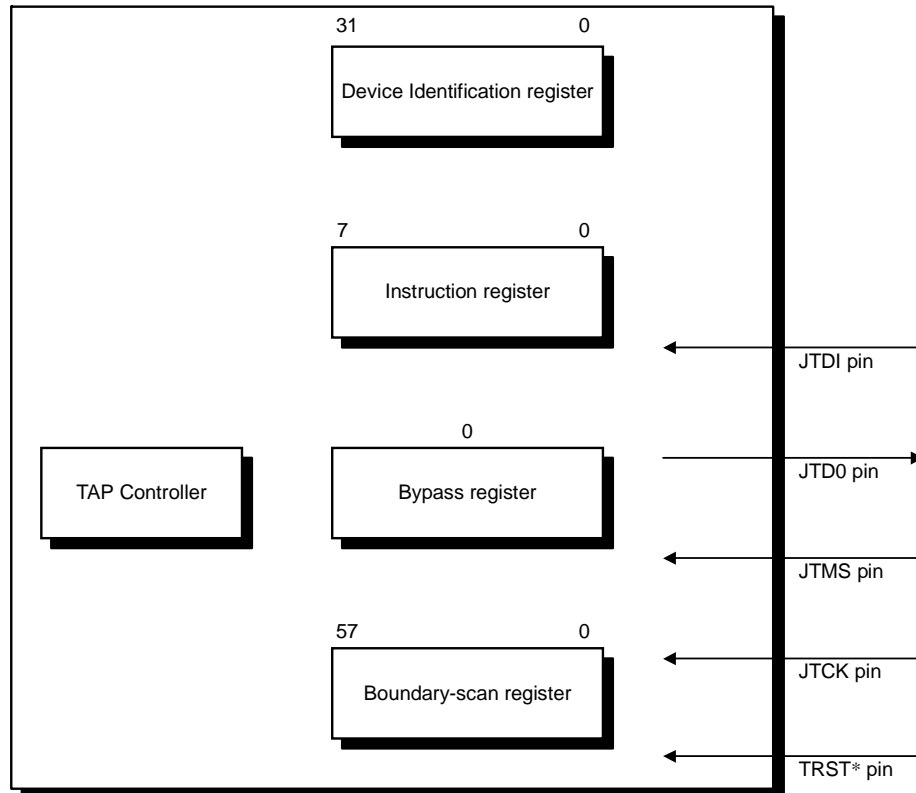 31 0
Device Identification register
7 0
Instruction register
JTDI pin
0
TAP Controller
Bypass register
JTD0 pin
JTMS pin
57 0
Boundary-scan register
JTCK pin
TRST* pin